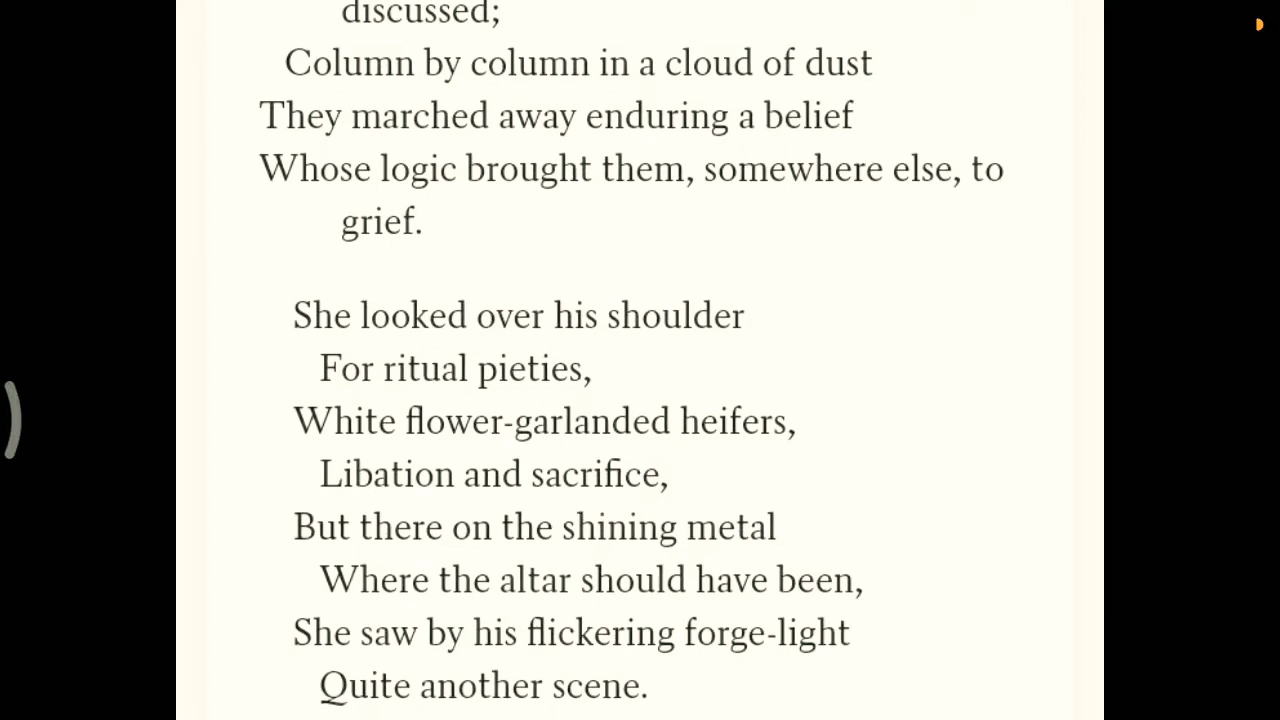 discussed;
Column by column in a cloud of dust
They marched away enduring a belief
Whose logic brought them, somewhere else, to
grief.
She looked over his shoulder
For ritual pieties,
White flower-garlanded heifers,
Libation and sacrifice,
But there on the shining metal
Where the altar should have been,
She saw by his flickering forge-light
Quite another scene.